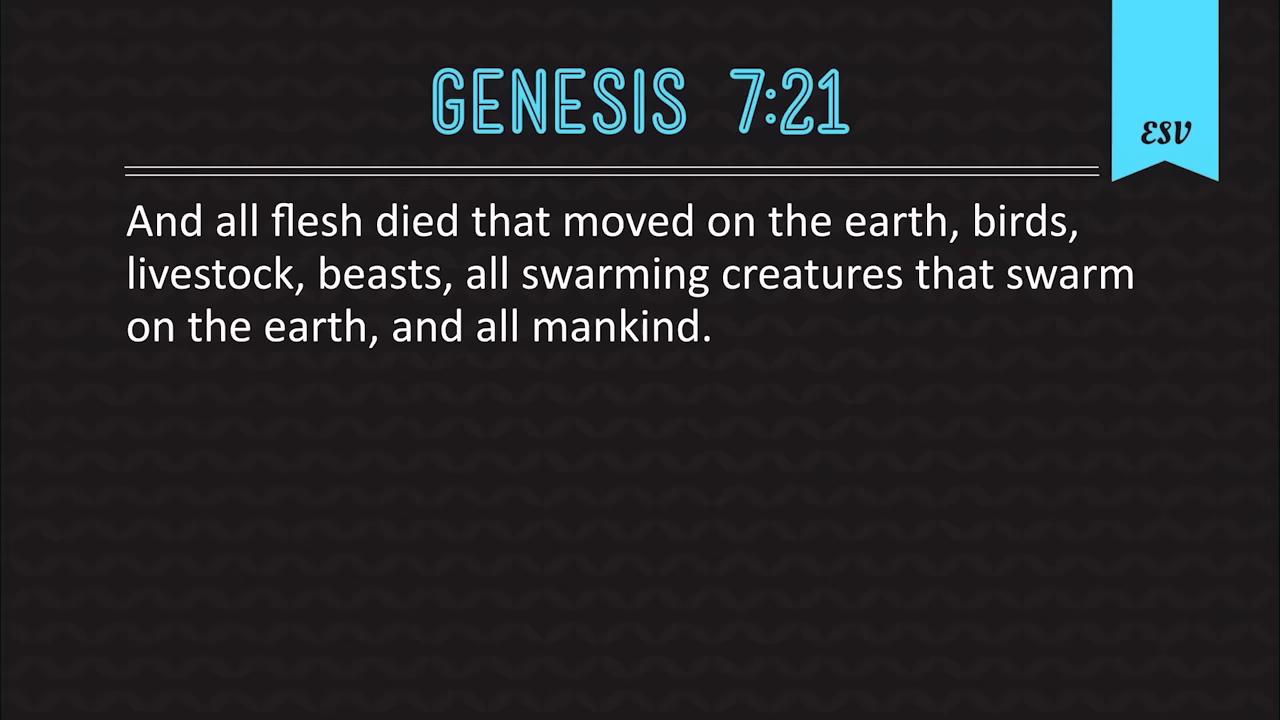 GENESIS 7:21
ESV
And all flesh died that moved on the earth, birds,
livestock, beasts, all swarming creatures that swarm
on the earth, and all mankind.